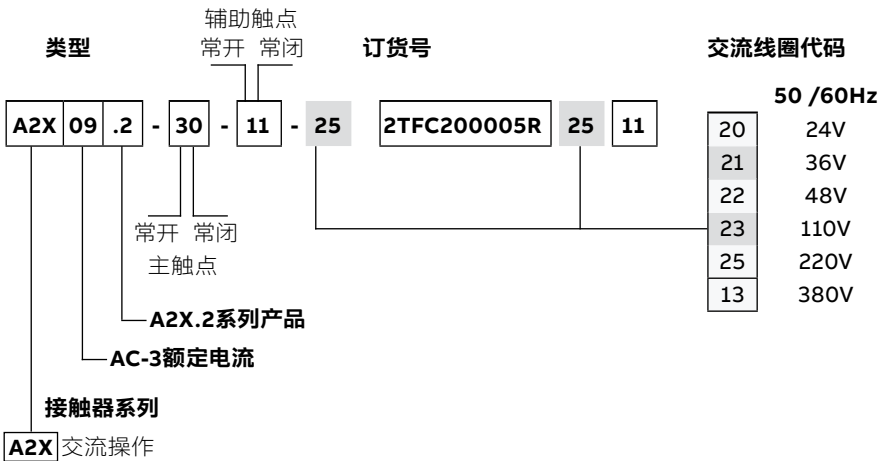 辅助触点
类型
常开 常闭
订货号
交流线圈代码
50 /60Hz
A2X 09 .2 - 30 - 11 - 25
2TFC200005R 25 11
20 24V
21 36V
22 48V
23 110V
25 220V
13 380V
常开 常闭
主触点
A2X.2系列产品
AC-3额定电流
接触器系列
A2X 交流操作